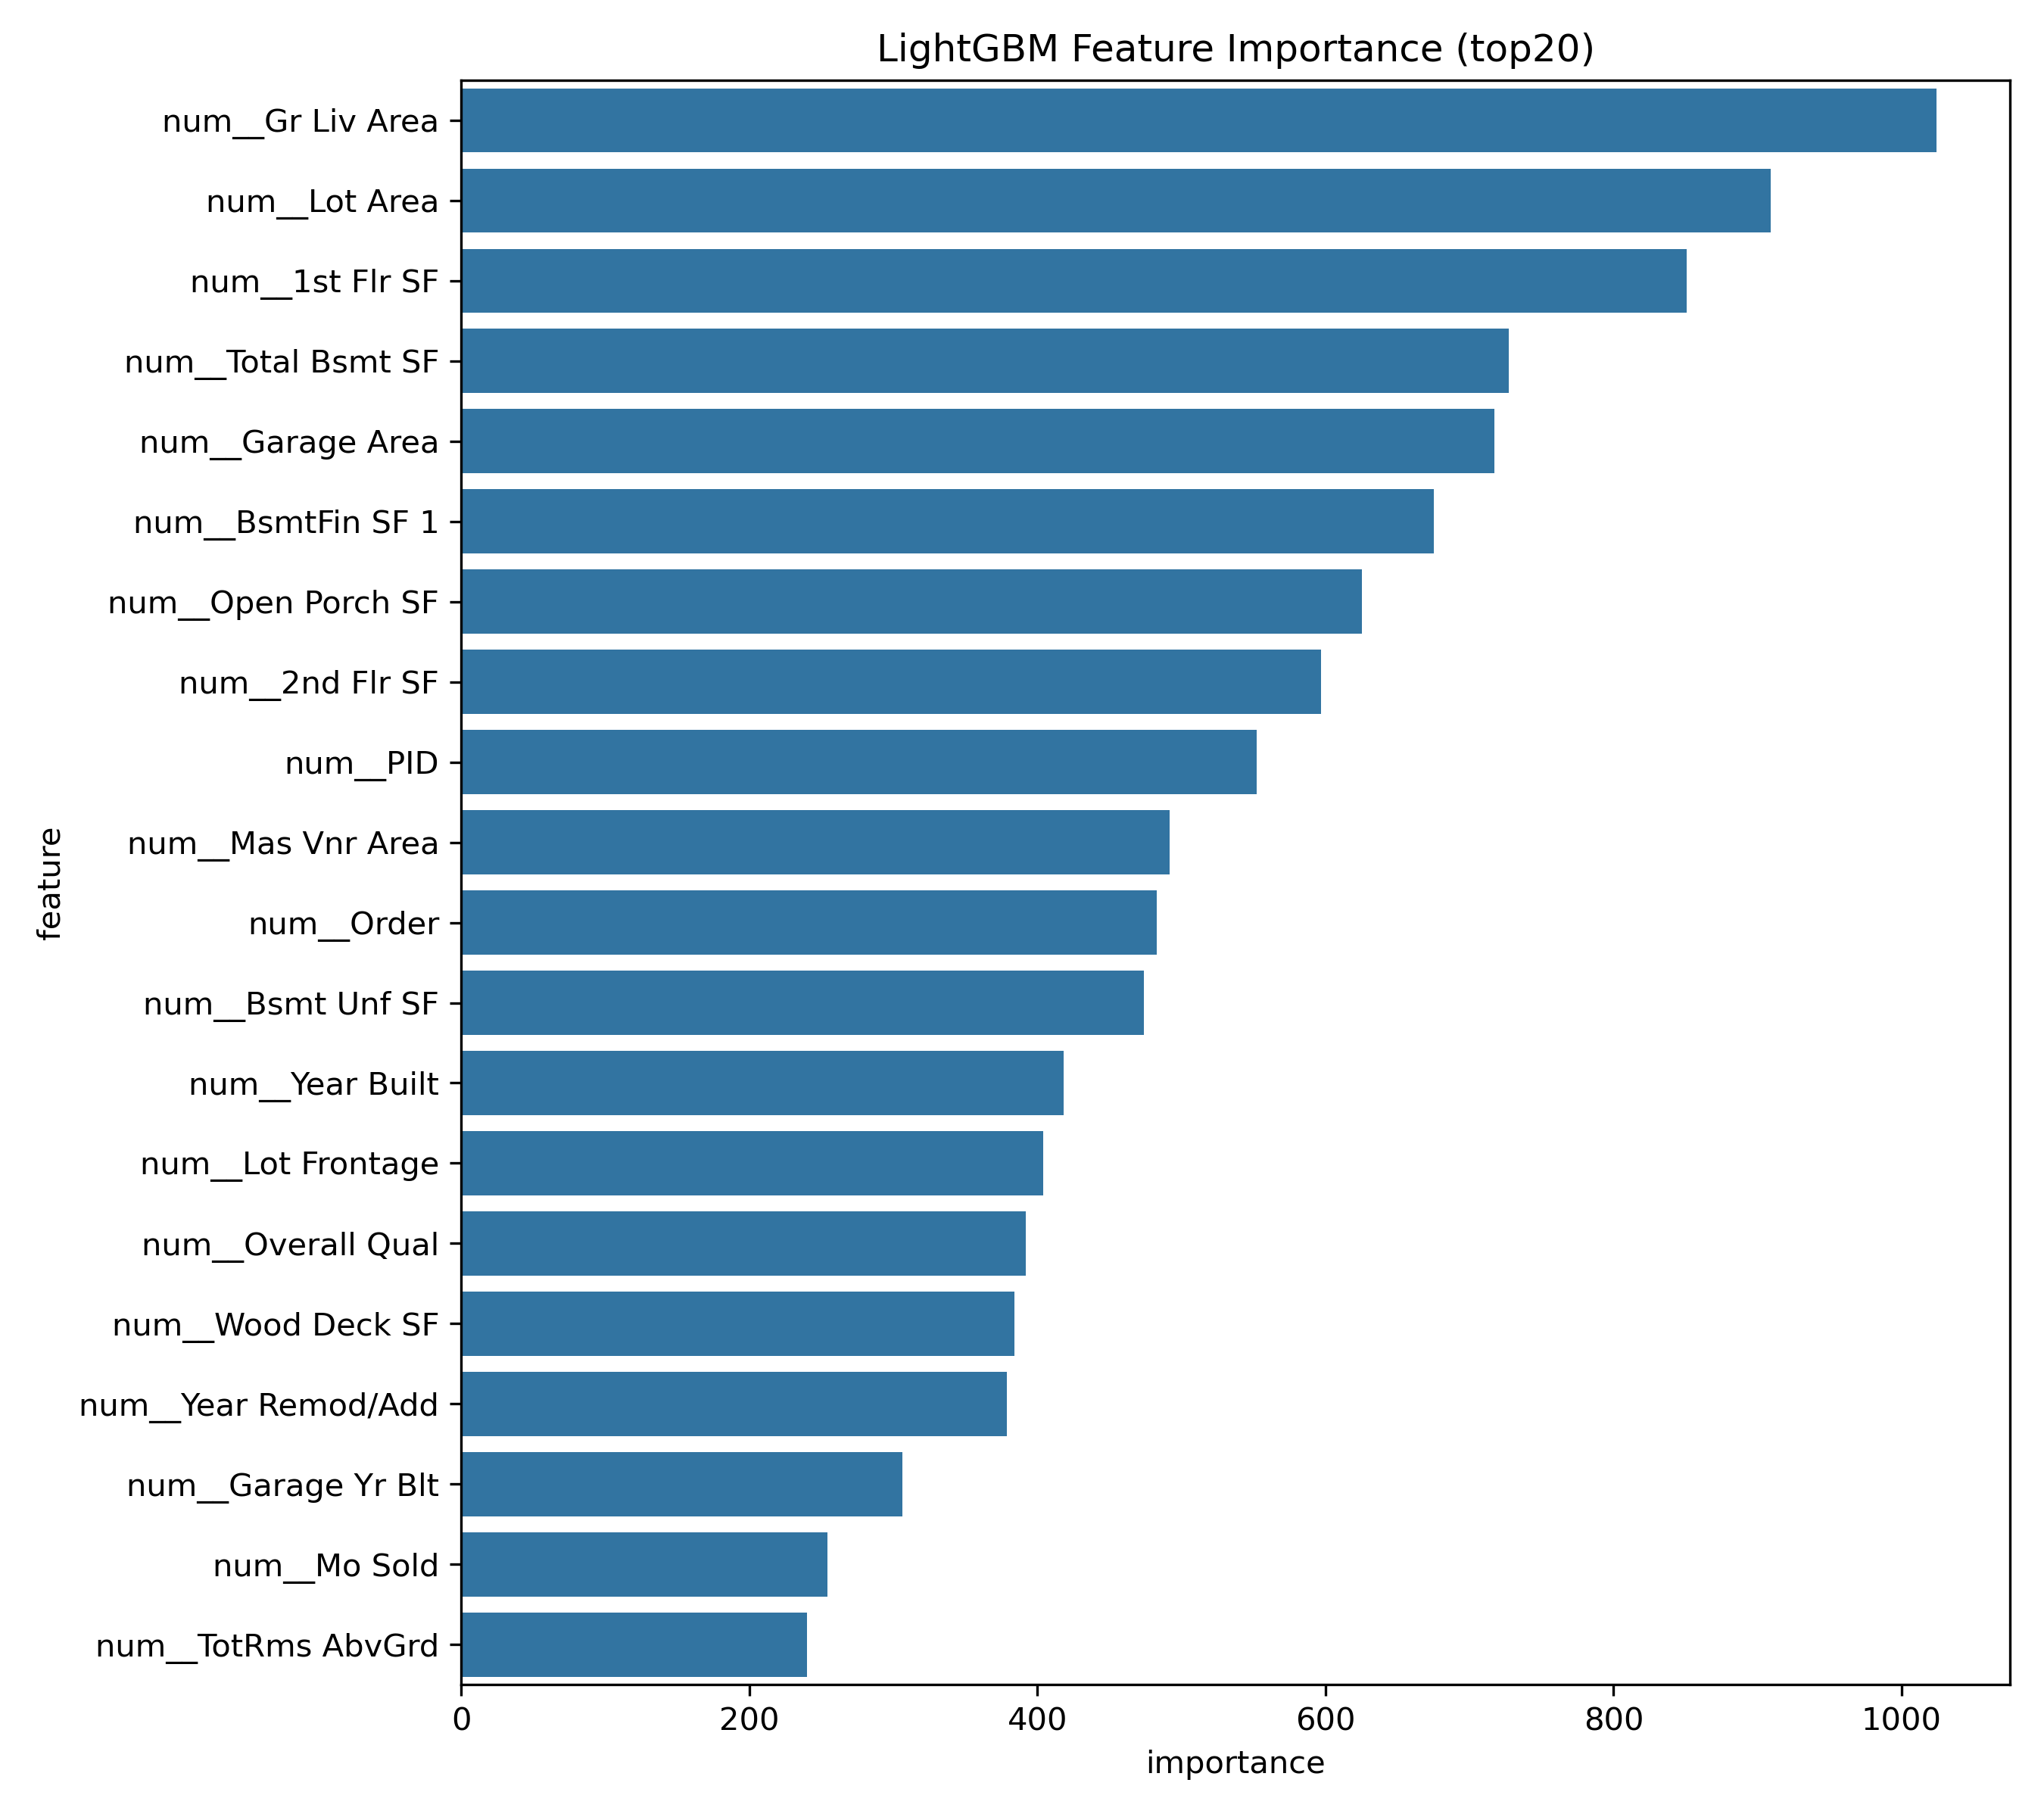 LightGBM Feature Importance (top20)
num__Gr Liv Area
num__Lot Area
num__1st Flr SF
num__Total Bsmt SF
num__Garage Area
num__BsmtFin SF 1
num__Open Porch SF
num__2nd Flr SF
num__PID
num__Mas Vnr Area
num__Order
num__Bsmt Unf SF
num__Year Built
num__Lot Frontage
num__Overall Qual
num__Wood Deck SF
num__Year Remod/Add
num__Garage Yr Blt
num__Mo Sold
num__TotRms AbvGrd
feature
0 200 400 600 800 1000
importance